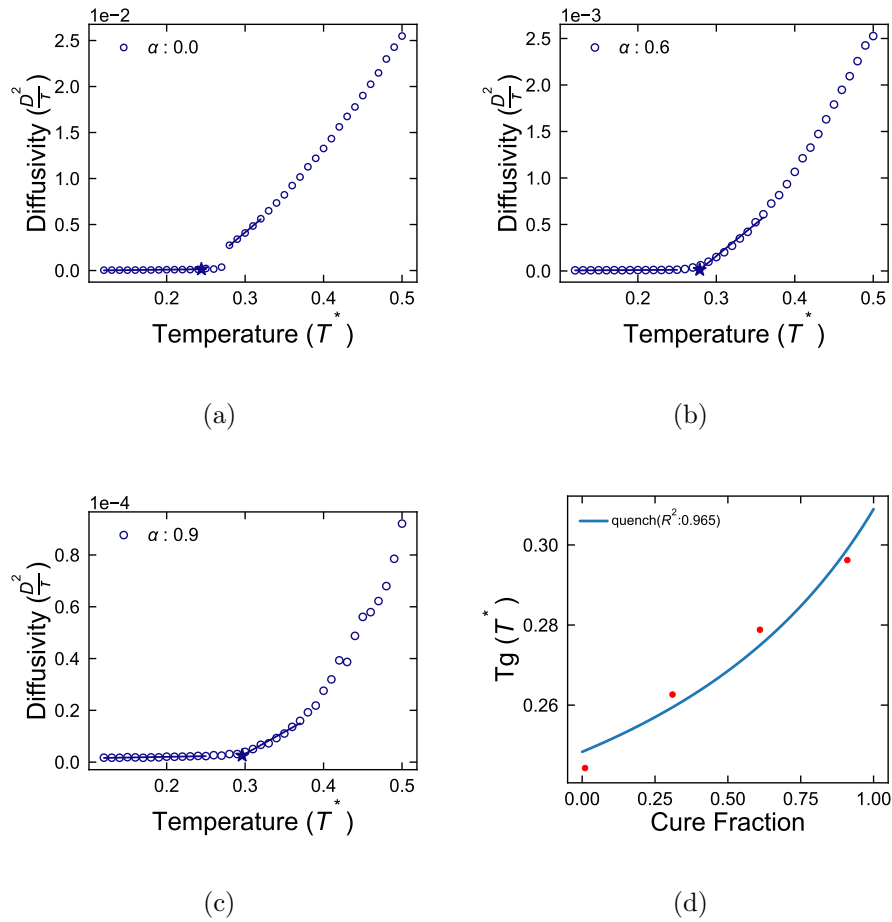 1e−2
α : 0.0
2.5
2.0
1.5
1.0
0.5
0.0
Diffusivity (D²/T)
0.2 0.3 0.4 0.5
Temperature (T*)
(a)
1e−3
α : 0.6
2.5
2.0
1.5
1.0
0.5
0.0
Diffusivity (D²/T)
0.2 0.3 0.4 0.5
Temperature (T*)
(b)
1e−4
α : 0.9
0.8
0.6
0.4
0.2
0.0
Diffusivity (D²/T)
0.2 0.3 0.4 0.5
Temperature (T*)
(c)
quench(R²:0.965)
0.30
0.28
0.26
Tg (T*)
0.00 0.25 0.50 0.75 1.00
Cure Fraction
(d)